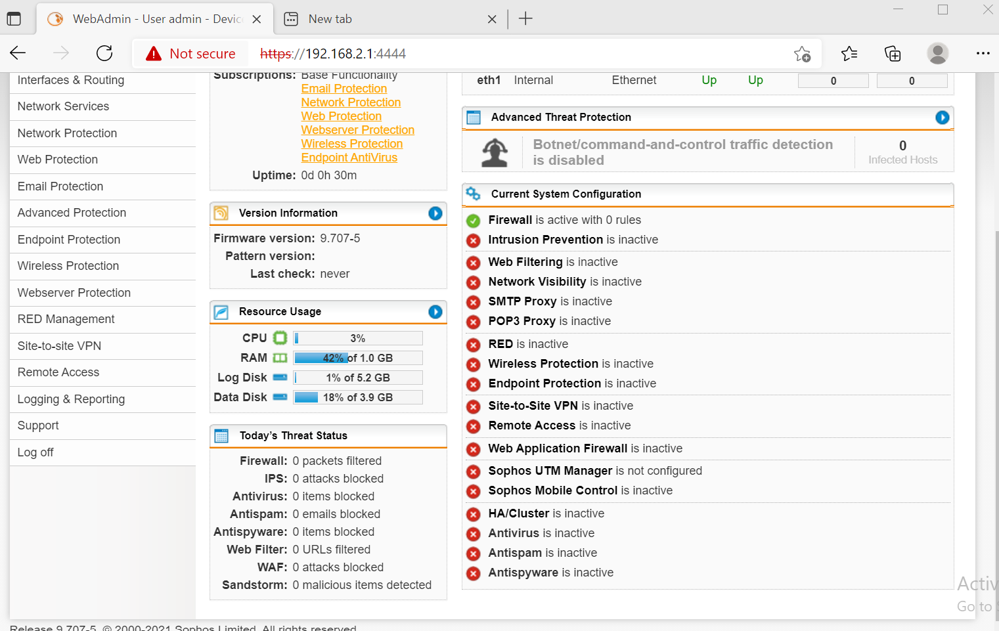 WebAdmin - User admin - Devic
New tab
Not secure
https://192.168.2.1:4444
Interfaces & Routing
Network Services
Network Protection
Web Protection
Email Protection
Advanced Protection
Endpoint Protection
Wireless Protection
Webserver Protection
RED Management
Site-to-site VPN
Remote Access
Logging & Reporting
Support
Log off
Subscriptions: Base Functionality
Email Protection
Network Protection
Web Protection
Webserver Protection
Wireless Protection
Endpoint AntiVirus
Uptime: 0d 0h 30m
Version Information
Firmware version: 9.707-5
Pattern version:
Last check: never
Resource Usage
CPU 3%
RAM 42% of 1.0 GB
Log Disk 1% of 5.2 GB
Data Disk 18% of 3.9 GB
Today's Threat Status
Firewall: 0 packets filtered
IPS: 0 attacks blocked
Antivirus: 0 items blocked
Antispam: 0 emails blocked
Antispyware: 0 items blocked
Web Filter: 0 URLs filtered
WAF: 0 attacks blocked
Sandstorm: 0 malicious items detected
eth1 Internal Ethernet Up Up 0 0
Advanced Threat Protection
Botnet/command-and-control traffic detection
is disabled
0
Infected Hosts
Current System Configuration
Firewall is active with 0 rules
Intrusion Prevention is inactive
Web Filtering is inactive
Network Visibility is inactive
SMTP Proxy is inactive
POP3 Proxy is inactive
RED is inactive
Wireless Protection is inactive
Endpoint Protection is inactive
Site-to-Site VPN is inactive
Remote Access is inactive
Web Application Firewall is inactive
Sophos UTM Manager is not configured
Sophos Mobile Control is inactive
HA/Cluster is inactive
Antivirus is inactive
Antispam is inactive
Antispyware is inactive
Activ
Go to S
Release 9.707-5 © 2000-2021 Sophos Limited. All rights reserved.